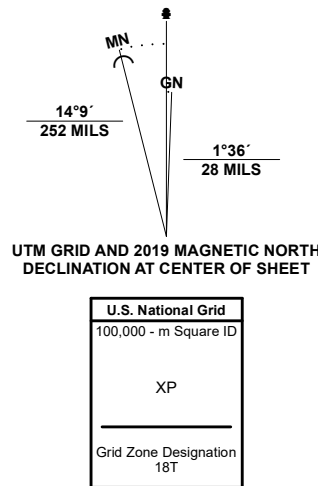 MN
GN
14°9´
252 MILS
1°36´
28 MILS
UTM GRID AND 2019 MAGNETIC NORTH
DECLINATION AT CENTER OF SHEET
U.S. National Grid
100,000 - m Square ID
XP
Grid Zone Designation
18T